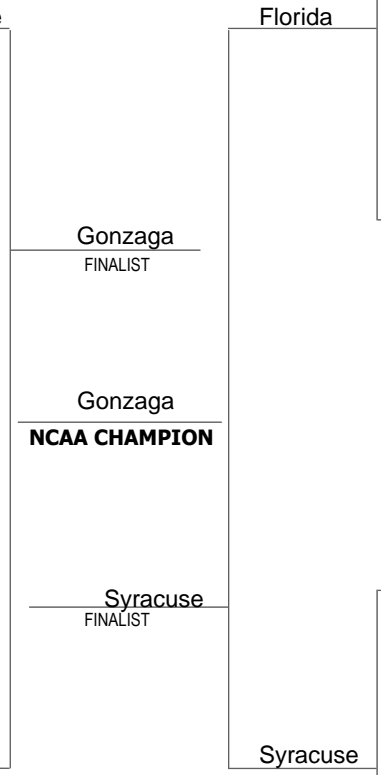 Florida
Gonzaga
FINALIST
Gonzaga
NCAA CHAMPION
Syracuse
FINALIST
Syracuse